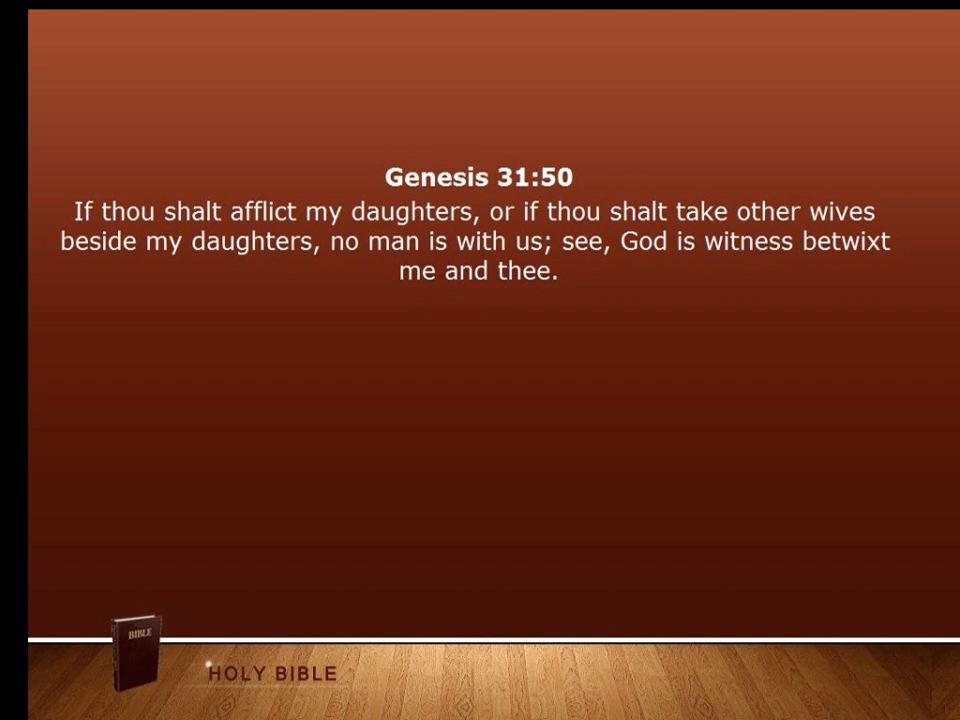 Genesis 31:50
If thou shalt afflict my daughters, or if thou shalt take other wives
beside my daughters, no man is with us; see, God is witness betwixt
me and thee.
BIBLE
HOLY BIBLE